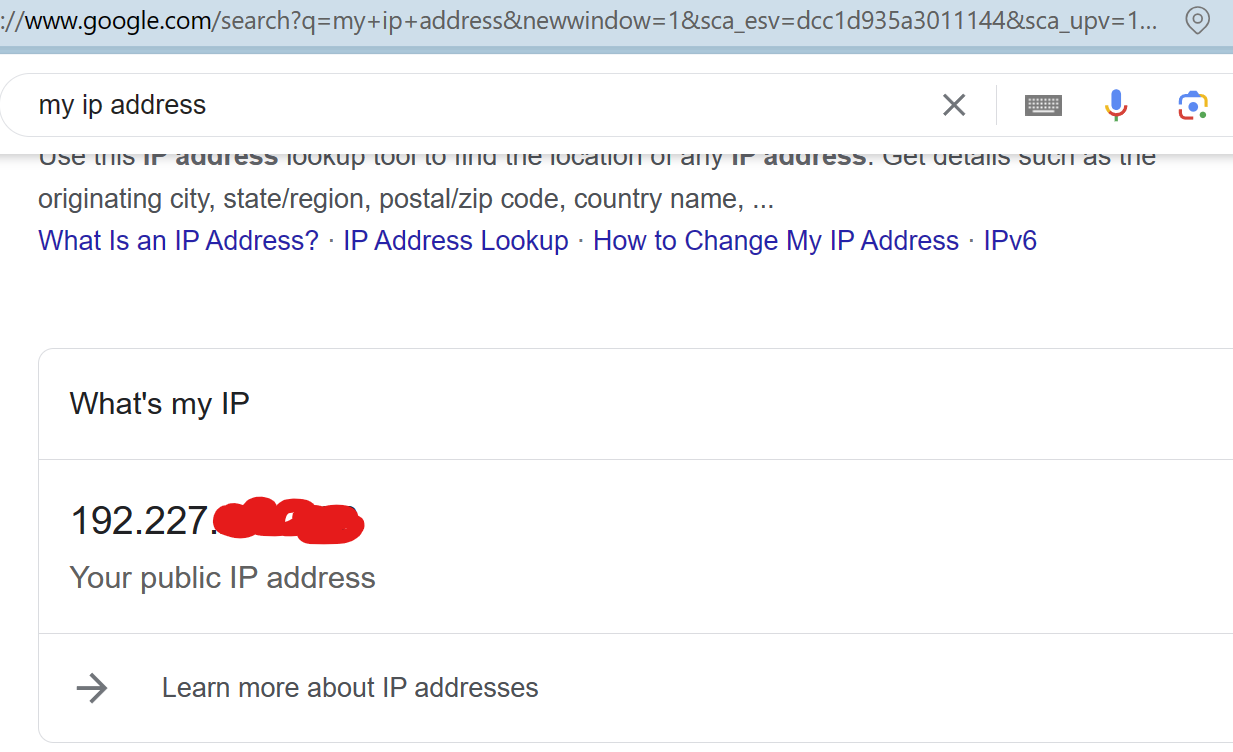 ://www.google.com/search?q=my+ip+address&newwindow=1&sca_esv=dcc1d935a3011144&sca_upv=1...
my ip address
Use this IP address lookup tool to find the location of any IP address. Get details such as the
originating city, state/region, postal/zip code, country name, ...
What Is an IP Address? · IP Address Lookup · How to Change My IP Address · IPv6
What's my IP
192.227.
Your public IP address
Learn more about IP addresses